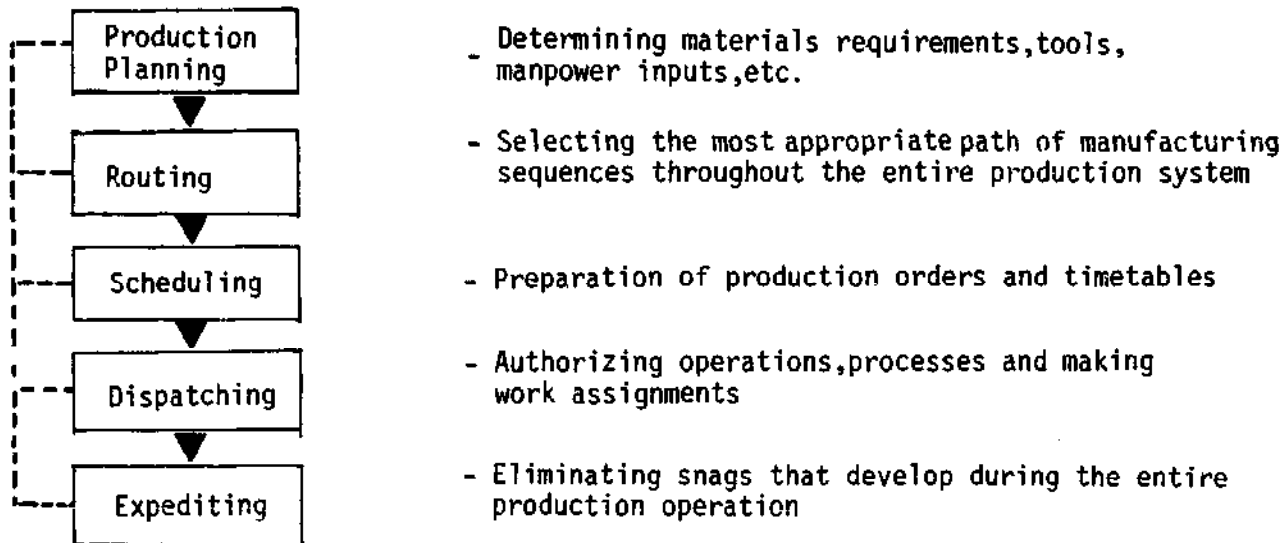 Production
Planning
- Determining materials requirements,tools,
manpower inputs,etc.
Routing
- Selecting the most appropriate path of manufacturing
sequences throughout the entire production system
Scheduling
- Preparation of production orders and timetables
Dispatching
- Authorizing operations,processes and making
work assignments
Expediting
- Eliminating snags that develop during the entire
production operation